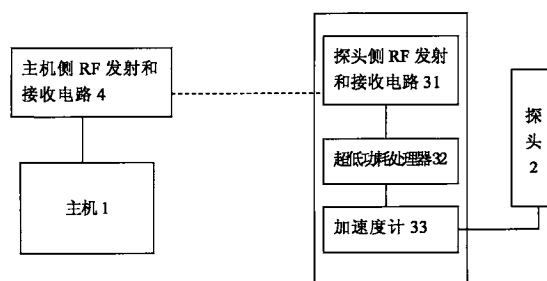 主机侧 RF 发射和
接收电路 4
主机 1
探头侧 RF 发射
和接收电路 31
超低功耗处理器 32
加速度计 33
探
头
2